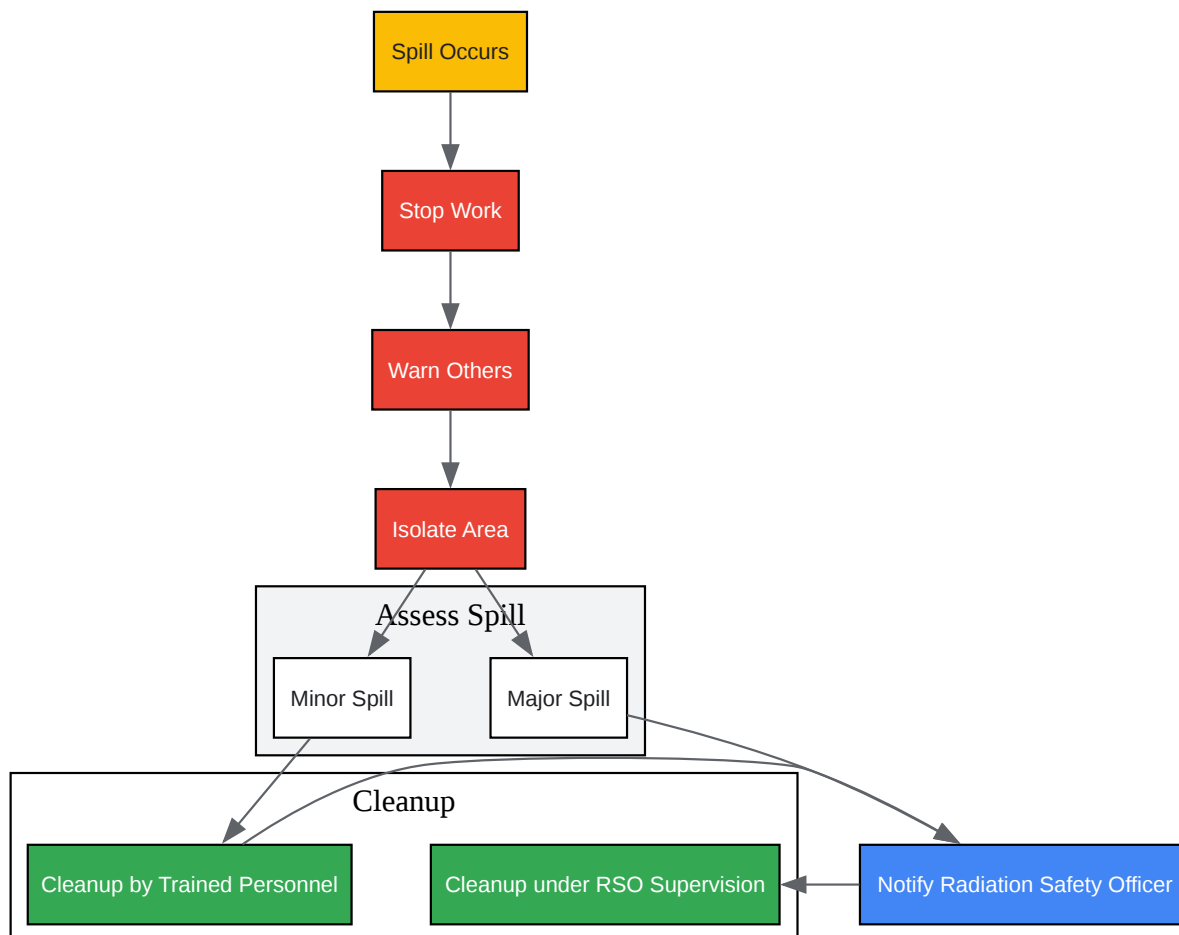 Spill Occurs
Stop Work
Warn Others
Isolate Area
Assess Spill
Minor Spill
Major Spill
Cleanup
Cleanup by Trained Personnel
Cleanup under RSO Supervision
Notify Radiation Safety Officer